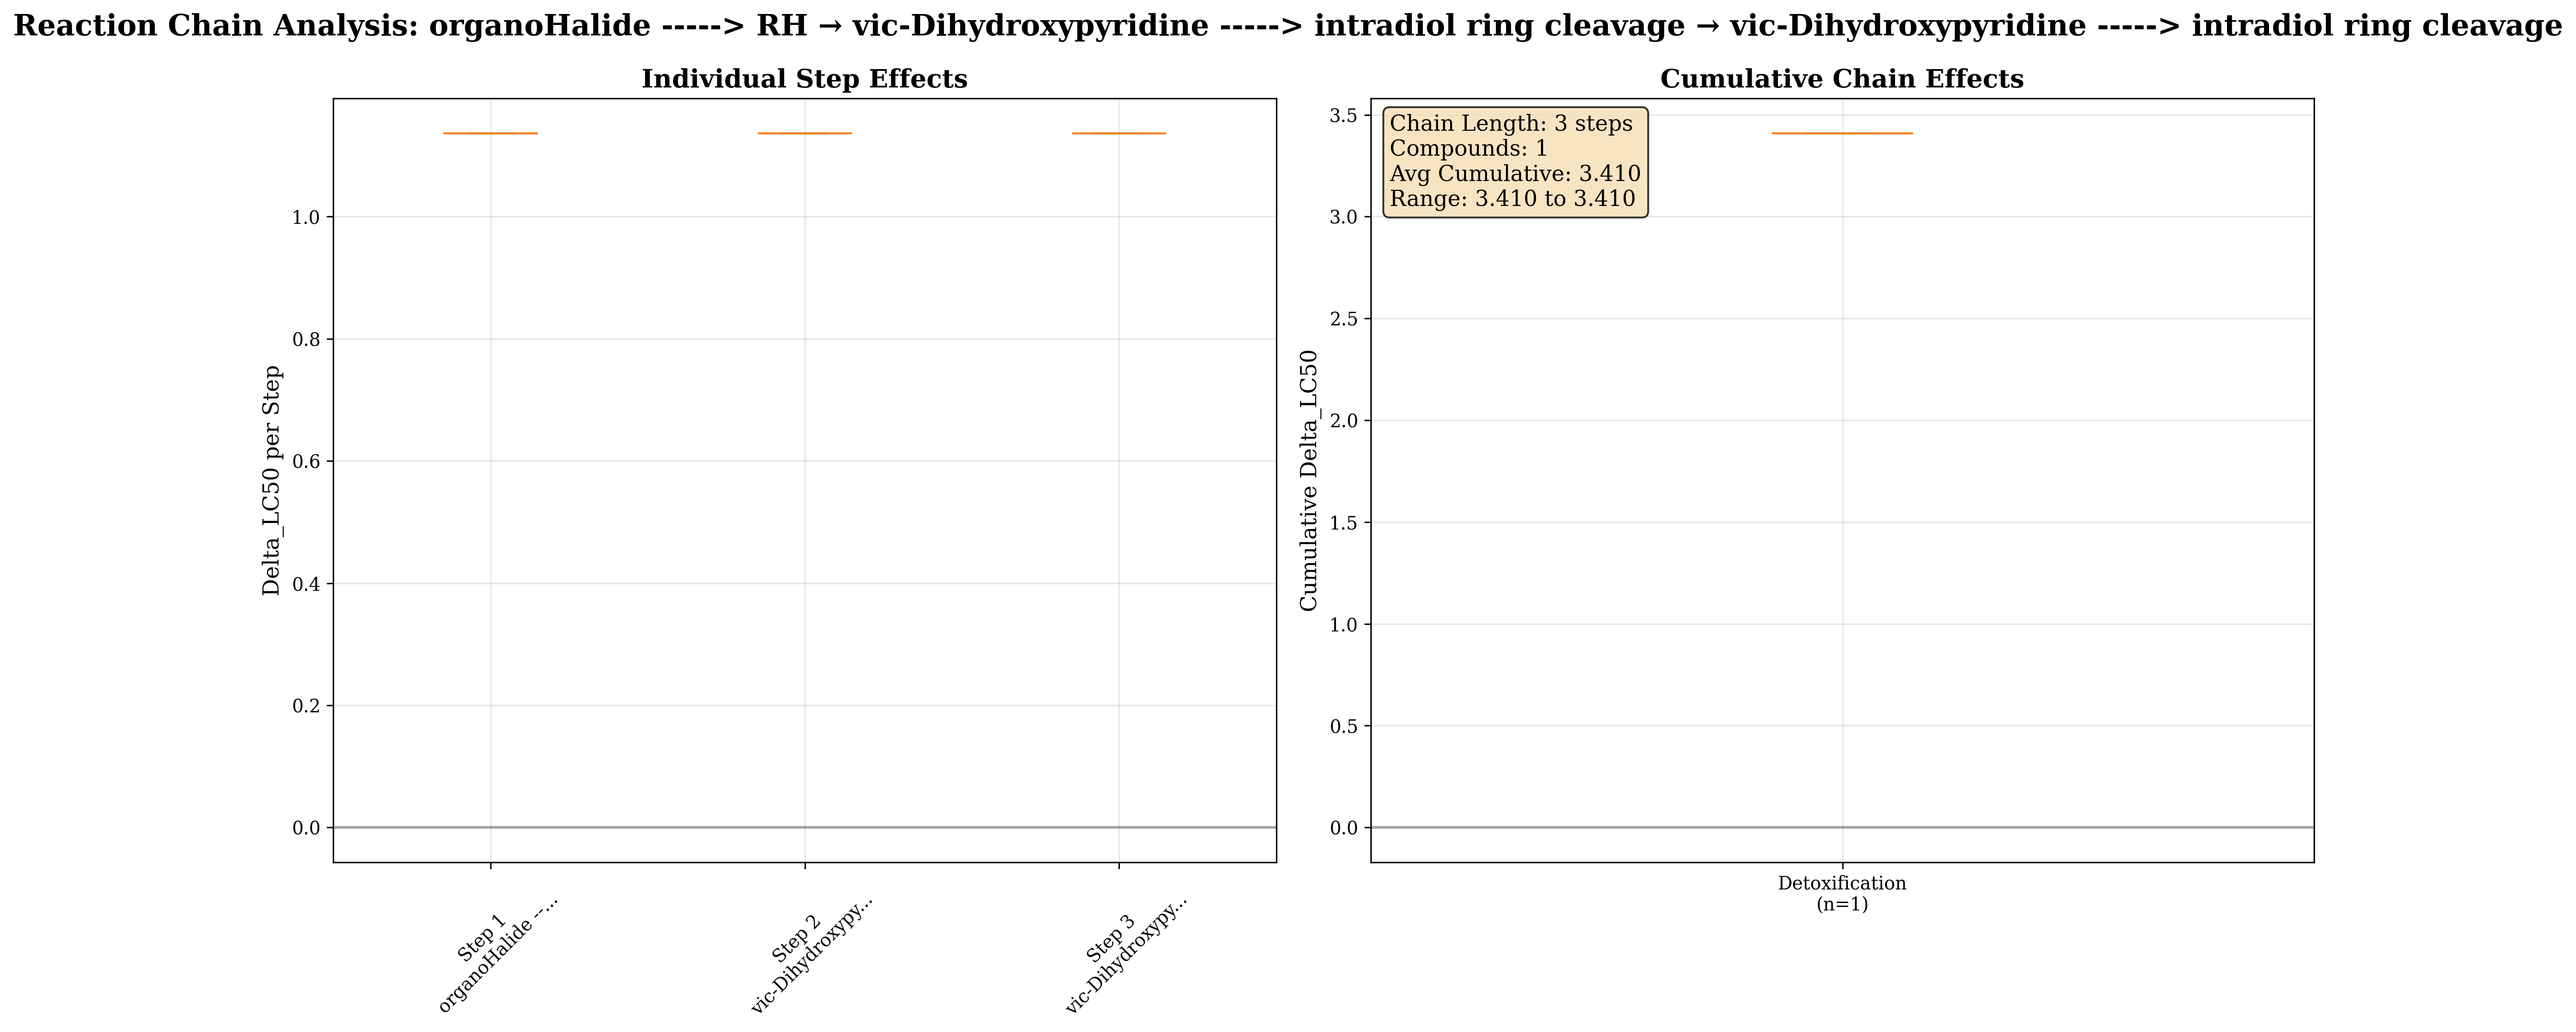 Reaction Chain Analysis: organoHalide -----> RH → vic-Dihydroxypyridine -----> intradiol ring cleavage → vic-Dihydroxypyridine -----> intradiol ring cleavage
Individual Step Effects
Delta_LC50 per Step
1.0
0.8
0.6
0.4
0.2
0.0
Step 1
organoHalide --...
Step 2
vic-Dihydroxypy...
Step 3
vic-Dihydroxypy...
Cumulative Chain Effects
Chain Length: 3 steps
Compounds: 1
Avg Cumulative: 3.410
Range: 3.410 to 3.410
Cumulative Delta_LC50
3.5
3.0
2.5
2.0
1.5
1.0
0.5
0.0
Detoxification
(n=1)